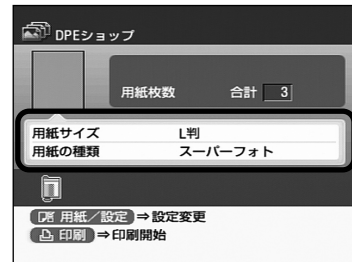 DPEショップ
用紙枚数 合計 3
用紙サイズ L判
用紙の種類 スーパーフォト
用紙/設定 ⇒設定変更
印刷 ⇒印刷開始